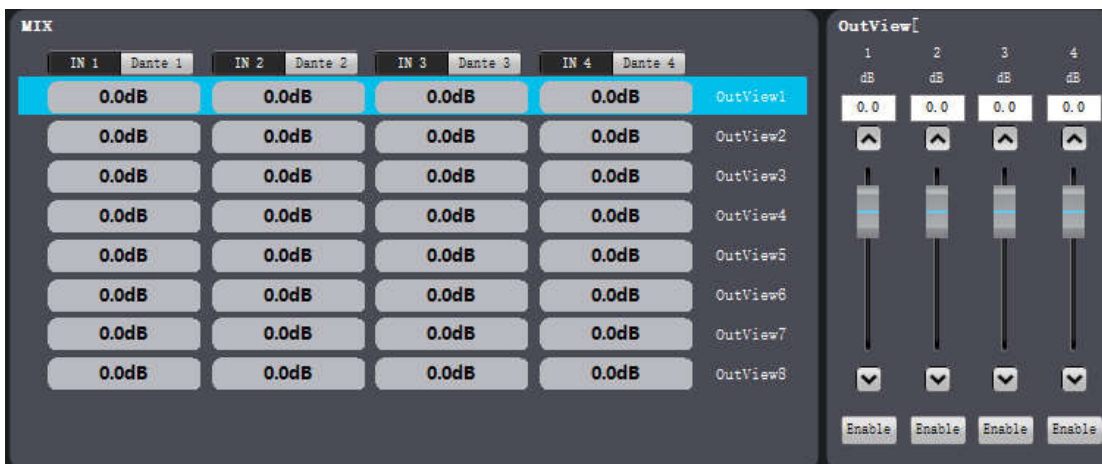 MIX
IN 1 Dante 1 IN 2 Dante 2 IN 3 Dante 3 IN 4 Dante 4
0.0dB 0.0dB 0.0dB 0.0dB OutView1
0.0dB 0.0dB 0.0dB 0.0dB OutView2
0.0dB 0.0dB 0.0dB 0.0dB OutView3
0.0dB 0.0dB 0.0dB 0.0dB OutView4
0.0dB 0.0dB 0.0dB 0.0dB OutView5
0.0dB 0.0dB 0.0dB 0.0dB OutView6
0.0dB 0.0dB 0.0dB 0.0dB OutView7
0.0dB 0.0dB 0.0dB 0.0dB OutView8
OutView[
1 2 3 4
dB dB dB dB
0.0 0.0 0.0 0.0
Enable Enable Enable Enable